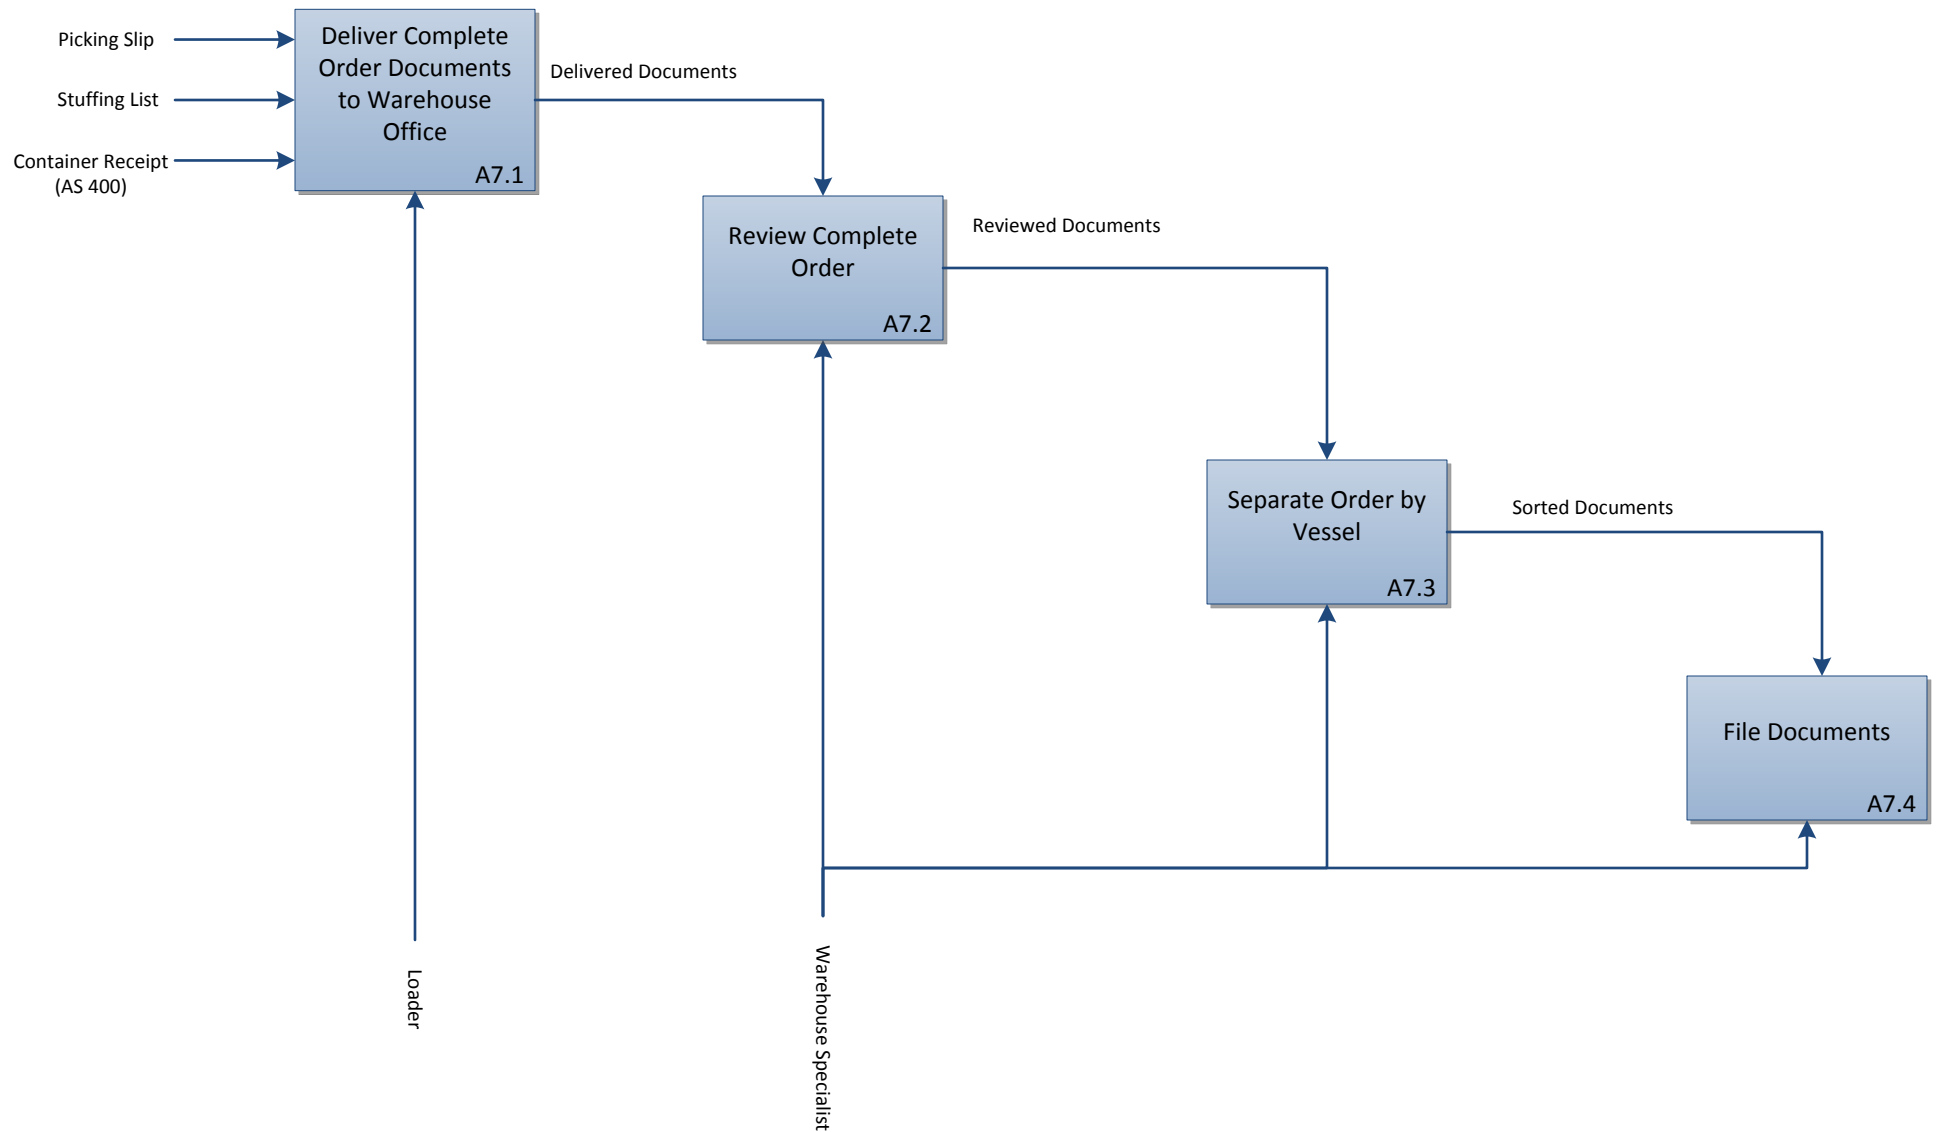 Picking Slip
Stuffing List
Container Receipt
(AS 400)
Deliver Complete
Order Documents
to Warehouse
Office
A7.1
Delivered Documents
Review Complete
Order
A7.2
Reviewed Documents
Separate Order by
Vessel
A7.3
Sorted Documents
File Documents
A7.4
Loader
Warehouse Specialist